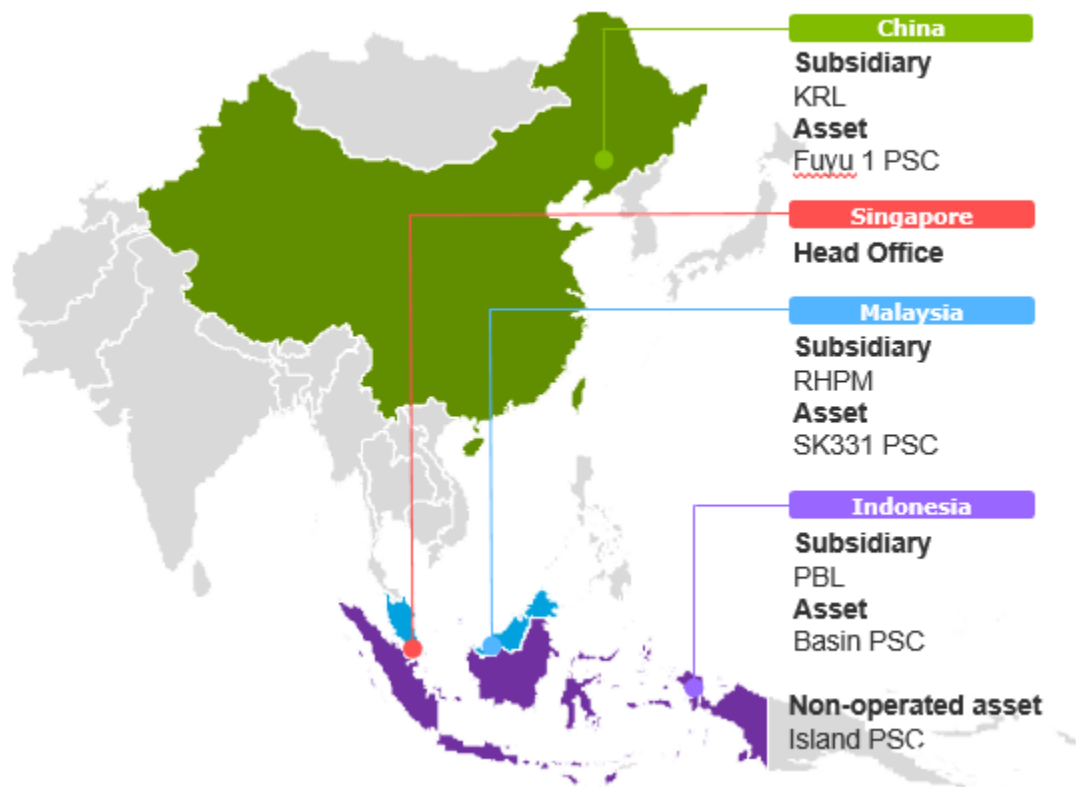 China
Subsidiary
KRL
Asset
Fuyu 1 PSC
Singapore
Head Office
Malaysia
Subsidiary
RHPM
Asset
SK331 PSC
Indonesia
Subsidiary
PBL
Asset
Basin PSC
Non-operated asset
Island PSC